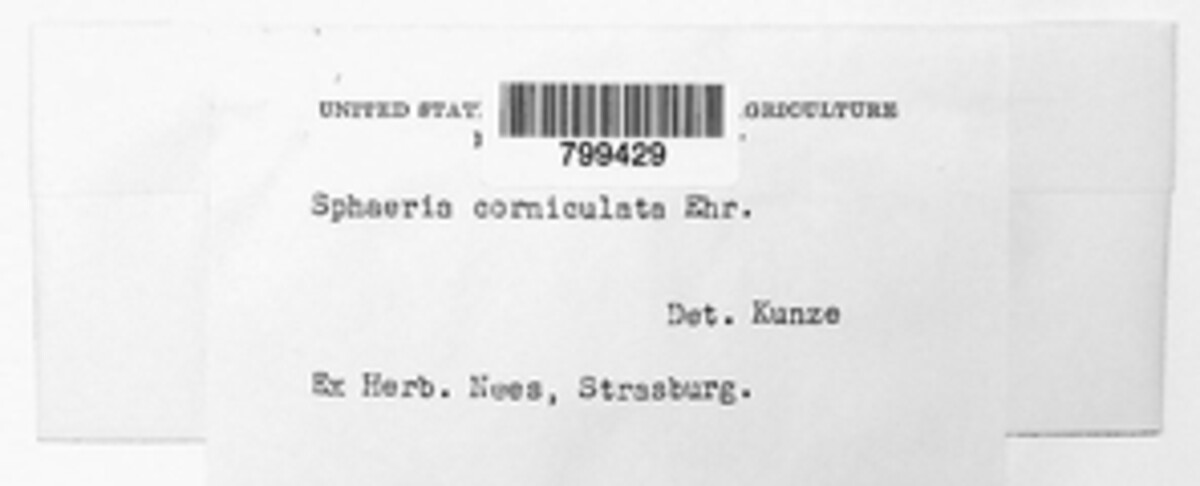 UNITED STAT GRICULTURE
799429
Sphaeria corniculata Ehr.
Det. Kunze
Ex Herb. Nees, Strasburg.